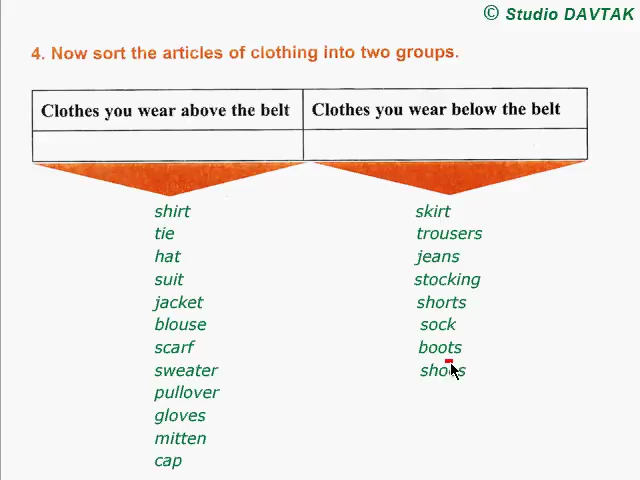 © Studio DAVTAK
4. Now sort the articles of clothing into two groups.
Clothes you wear above the belt
Clothes you wear below the belt
shirt
tie
hat
suit
jacket
blouse
scarf
sweater
pullover
gloves
mitten
cap
skirt
trousers
jeans
stocking
shorts
sock
boots
shoes